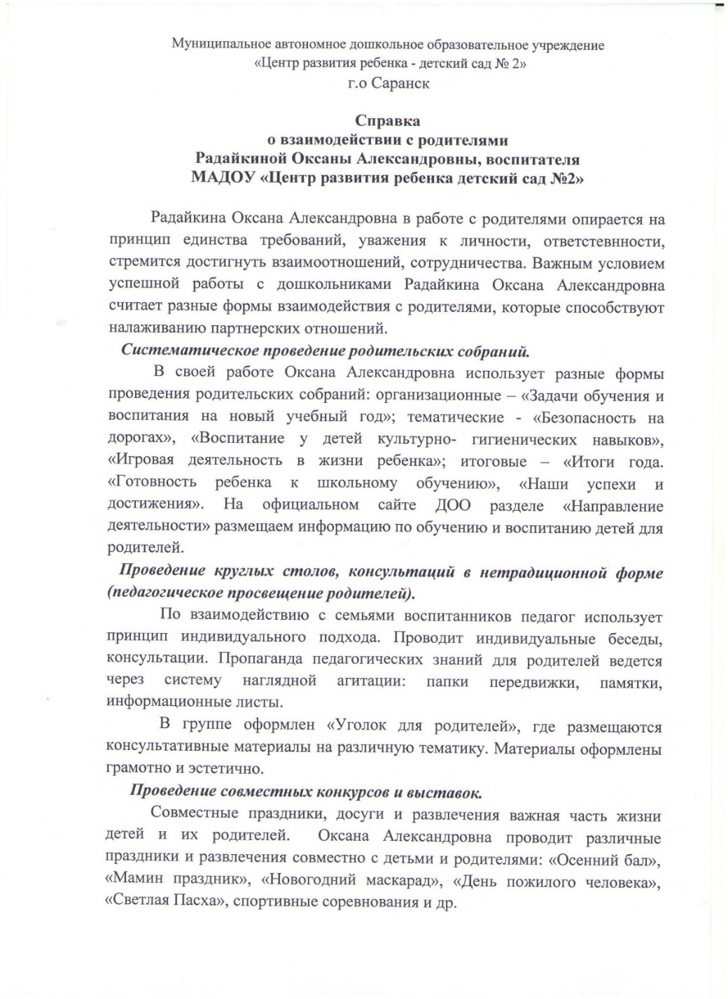 Муниципальное автономное дошкольное образовательное учреждение
«Центр развития ребенка - детский сад № 2»
г.о Саранск
Справка
о взаимодействии с родителями
Радайкиной Оксаны Александровны, воспитателя
МАДОУ «Центр развития ребенка детский сад №2»
Радайкина Оксана Александровна в работе с родителями опирается на
принцип единства требований, уважения к личности, ответстевнности,
стремится достигнуть взаимоотношений, сотрудничества. Важным условием
успешной работы с дошкольниками Радайкина Оксана Александровна
считает разные формы взаимодействия с родителями, которые способствуют
налаживанию партнерских отношений.
Систематическое проведение родительских собраний.
В своей работе Оксана Александровна использует разные формы
проведения родительских собраний: организационные – «Задачи обучения и
воспитания на новый учебный год»; тематические - «Безопасность на
дорогах», «Воспитание у детей культурно- гигиенических навыков»,
«Игровая деятельность в жизни ребенка»; итоговые – «Итоги года.
«Готовность ребенка к школьному обучению», «Наши успехи и
достижения». На официальном сайте ДОО разделе «Направление
деятельности» размещаем информацию по обучению и воспитанию детей для
родителей.
Проведение круглых столов, консультаций в нетрадиционной форме
(педагогическое просвещение родителей).
По взаимодействию с семьями воспитанников педагог использует
принцип индивидуального подхода. Проводит индивидуальные беседы,
консультации. Пропаганда педагогических знаний для родителей ведется
через систему наглядной агитации: папки передвижки, памятки,
информационные листы.
В группе оформлен «Уголок для родителей», где размещаются
консультативные материалы на различную тематику. Материалы оформлены
грамотно и эстетично.
Проведение совместных конкурсов и выставок.
Совместные праздники, досуги и развлечения важная часть жизни
детей и их родителей. Оксана Александровна проводит различные
праздники и развлечения совместно с детьми и родителями: «Осенний бал»,
«Мамин праздник», «Новогодний маскарад», «День пожилого человека»,
«Светлая Пасха», спортивные соревнования и др.